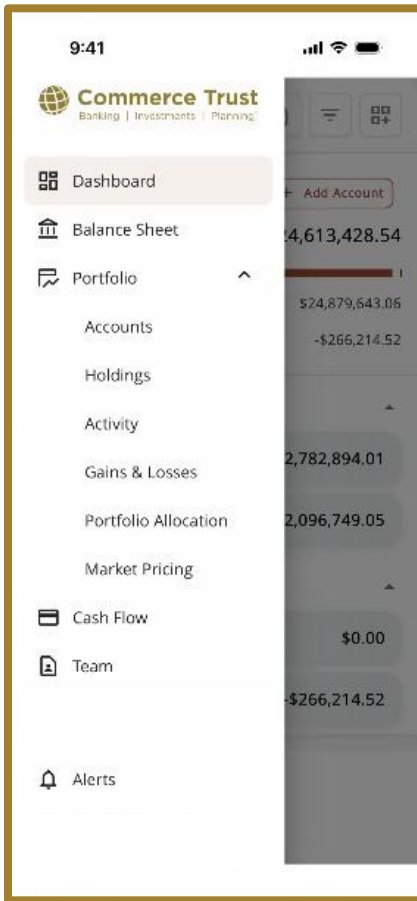 9:41
Commerce Trust
Banking | Investments | Planning
Dashboard
+ Add Account
Balance Sheet
4,613,428.54
Portfolio
$24,879,643.06
Accounts
-$266,214.52
Holdings
Activity
2,782,894.01
Gains & Losses
Portfolio Allocation
2,096,749.05
Market Pricing
Cash Flow
$0.00
Team
-$266,214.52
Alerts